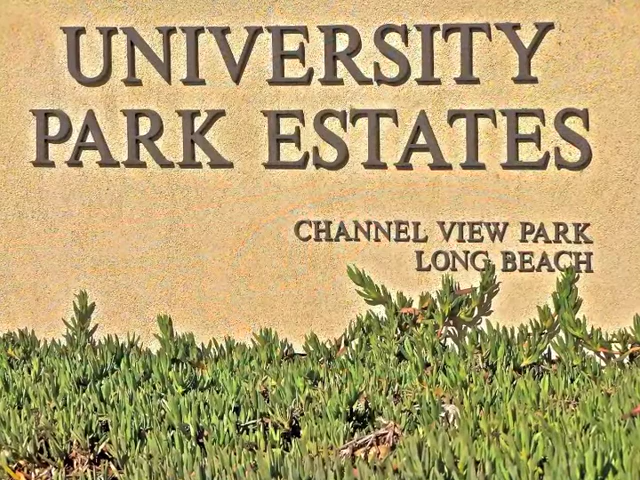 UNIVERSITY
PARK ESTATES
CHANNEL VIEW PARK
LONG BEACH